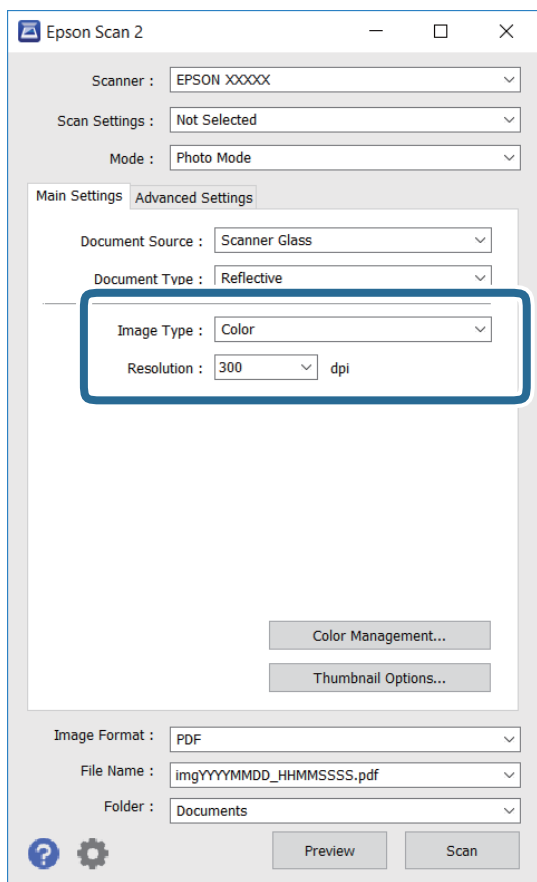 Epson Scan 2
Scanner : EPSON XXXXX
Scan Settings : Not Selected
Mode : Photo Mode
Main Settings Advanced Settings
Document Source : Scanner Glass
Document Type : Reflective
Image Type : Color
Resolution : 300 dpi
Color Management...
Thumbnail Options...
Image Format : PDF
File Name : imgYYYYMMDD_HHMMSSSS.pdf
Folder : Documents
? Preview Scan